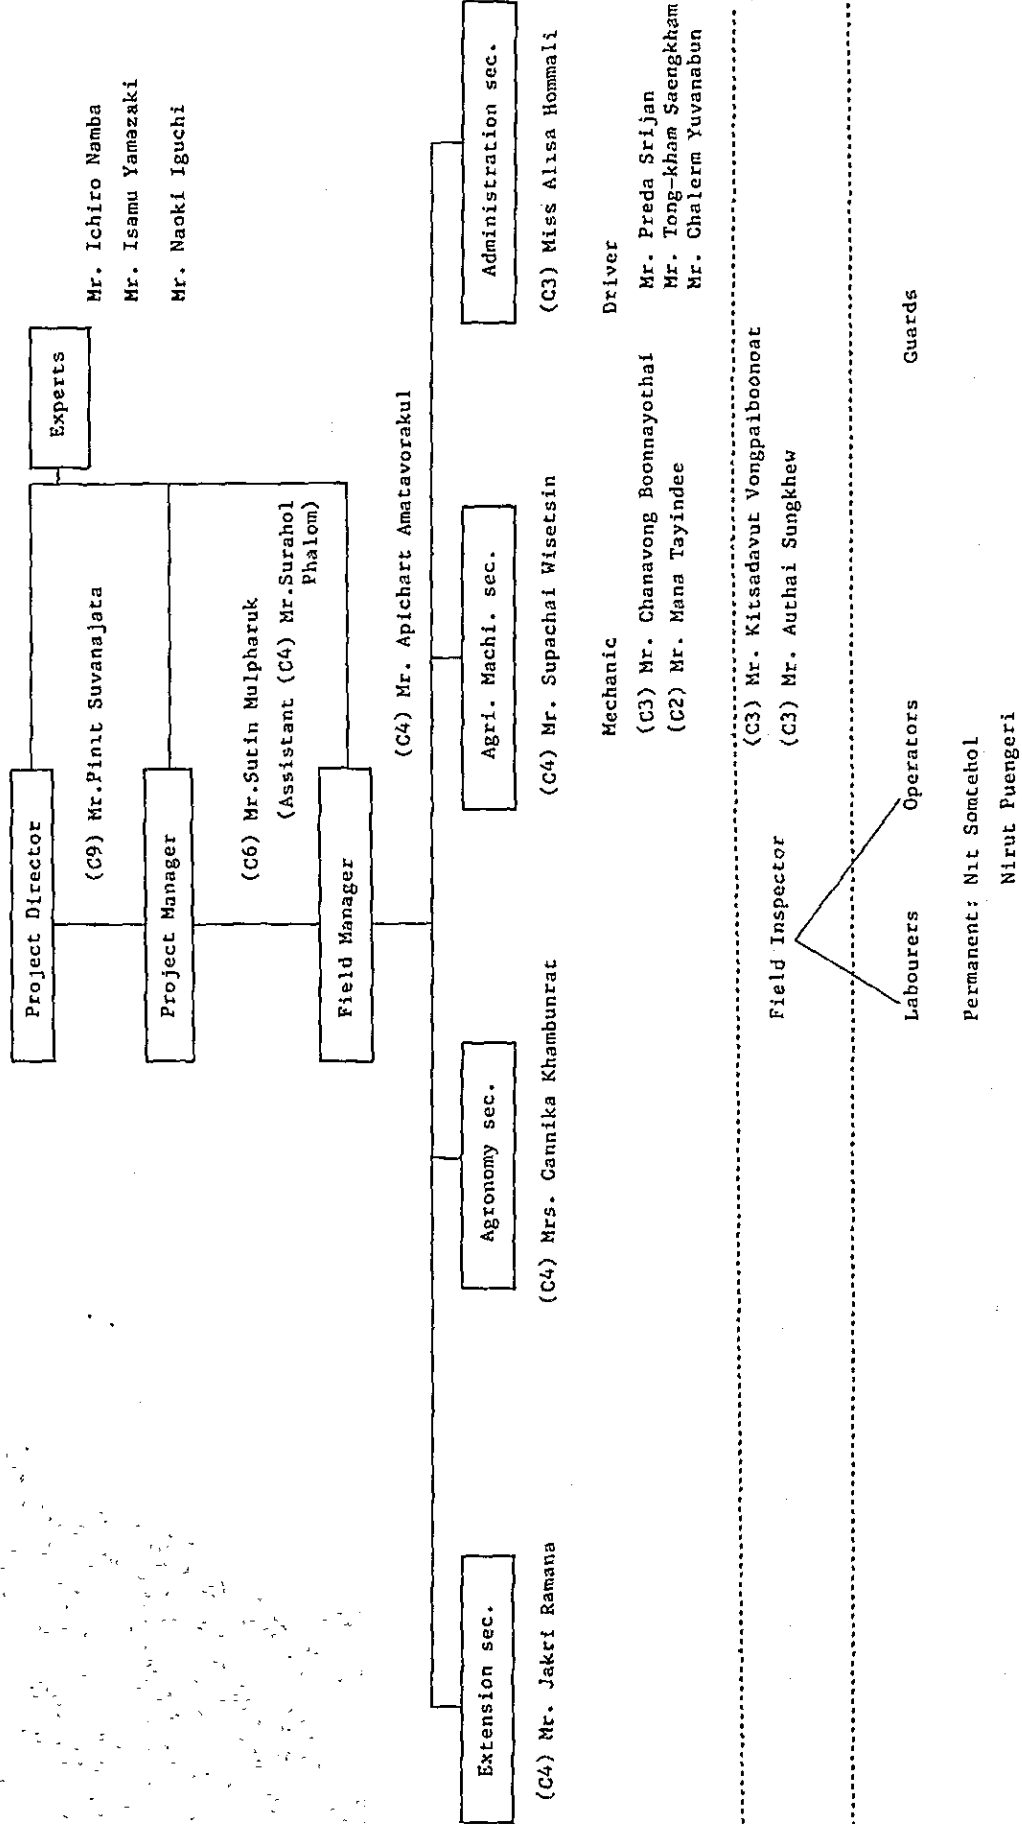 Project Director
Experts
(C9) Mr.Pinit Suvanajata
Mr. Ichiro Namba
Mr. Isamu Yamazaki
Mr. Naoki Iguchi
Project Manager
(C6) Mr.Sutin Mulpharuk
(Assistant (C4) Mr.Surahol
Phalom)
Field Manager
(C4) Mr. Apichart Amatavorakul
Extension sec.
Agronomy sec.
Agri. Machi. sec.
Administration sec.
(C4) Mr. Jakri Ramana
(C4) Mrs. Cannika Khambunrat
(C4) Mr. Supachai Wisetsin
(C3) Miss Alisa Hommali
Mechanic
Driver
(C3) Mr. Chanavong Boonnayothai
(C2) Mr. Mana Tayindee
Mr. Preda Srijan
Mr. Tong-kham Saengkham
Mr. Chalerm Yuvanabun
(C3) Mr. Kitsadavut Vongpaiboonoat
Field Inspector
(C3) Mr. Authai Sungkhew
Labourers
Operators
Guards
Permanent: Nit Somtehol
Nirut Puengeri